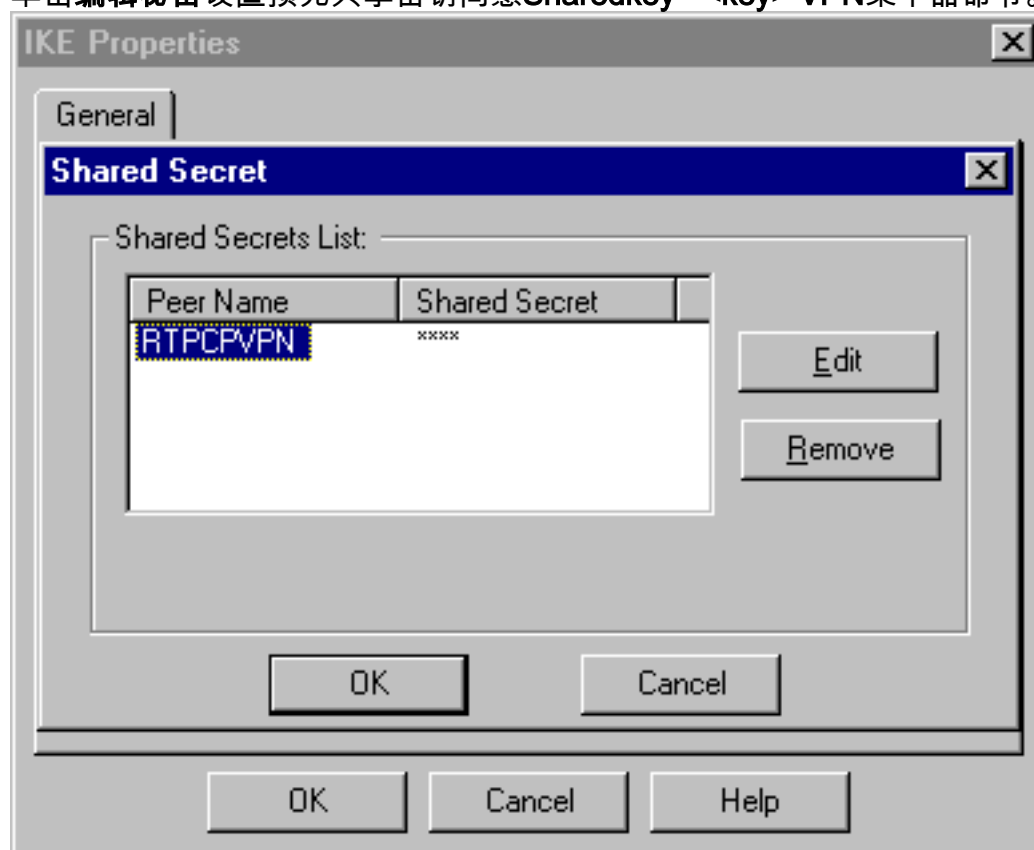 IKE Properties
General
Shared Secret
Shared Secrets List:
Peer Name Shared Secret
RTPCPVPN ****
Edit
Remove
OK Cancel
OK Cancel Help